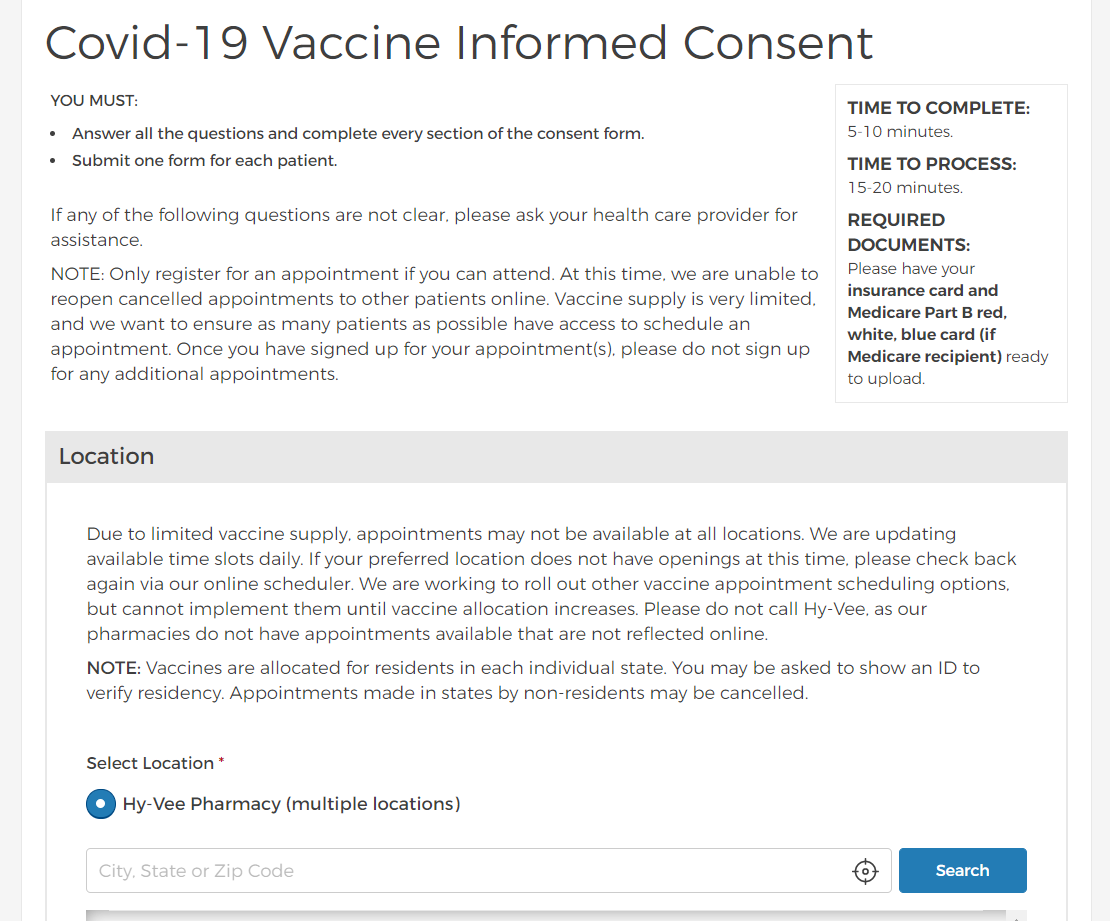 Covid-19 Vaccine Informed Consent
YOU MUST:
• Answer all the questions and complete every section of the consent form.
• Submit one form for each patient.
If any of the following questions are not clear, please ask your health care provider for
assistance.
NOTE: Only register for an appointment if you can attend. At this time, we are unable to
reopen cancelled appointments to other patients online. Vaccine supply is very limited,
and we want to ensure as many patients as possible have access to schedule an
appointment. Once you have signed up for your appointment(s), please do not sign up
for any additional appointments.
TIME TO COMPLETE:
5-10 minutes.
TIME TO PROCESS:
15-20 minutes.
REQUIRED
DOCUMENTS:
Please have your
insurance card and
Medicare Part B red,
white, blue card (if
Medicare recipient) ready
to upload.
Location
Due to limited vaccine supply, appointments may not be available at all locations. We are updating
available time slots daily. If your preferred location does not have openings at this time, please check back
again via our online scheduler. We are working to roll out other vaccine appointment scheduling options,
but cannot implement them until vaccine allocation increases. Please do not call Hy-Vee, as our
pharmacies do not have appointments available that are not reflected online.
NOTE: Vaccines are allocated for residents in each individual state. You may be asked to show an ID to
verify residency. Appointments made in states by non-residents may be cancelled.
Select Location *
Hy-Vee Pharmacy (multiple locations)
City, State or Zip Code
Search